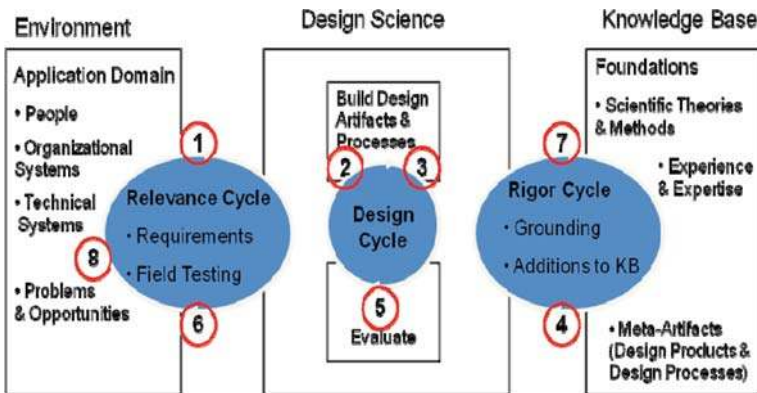 Environment
Design Science
Knowledge Base
Application Domain
• People
• Organizational
Systems
• Technical
Systems
• Problems
& Opportunities
1
Relevance Cycle
• Requirements
• Field Testing
8
6
Build Design
Artifacts &
Processes
2
3
Design
Cycle
5
Evaluate
7
Rigor Cycle
• Grounding
• Additions to KB
4
Foundations
• Scientific Theories
& Methods
• Experience
& Expertise
• Meta-Artifacts
(Design Products &
Design Processes)